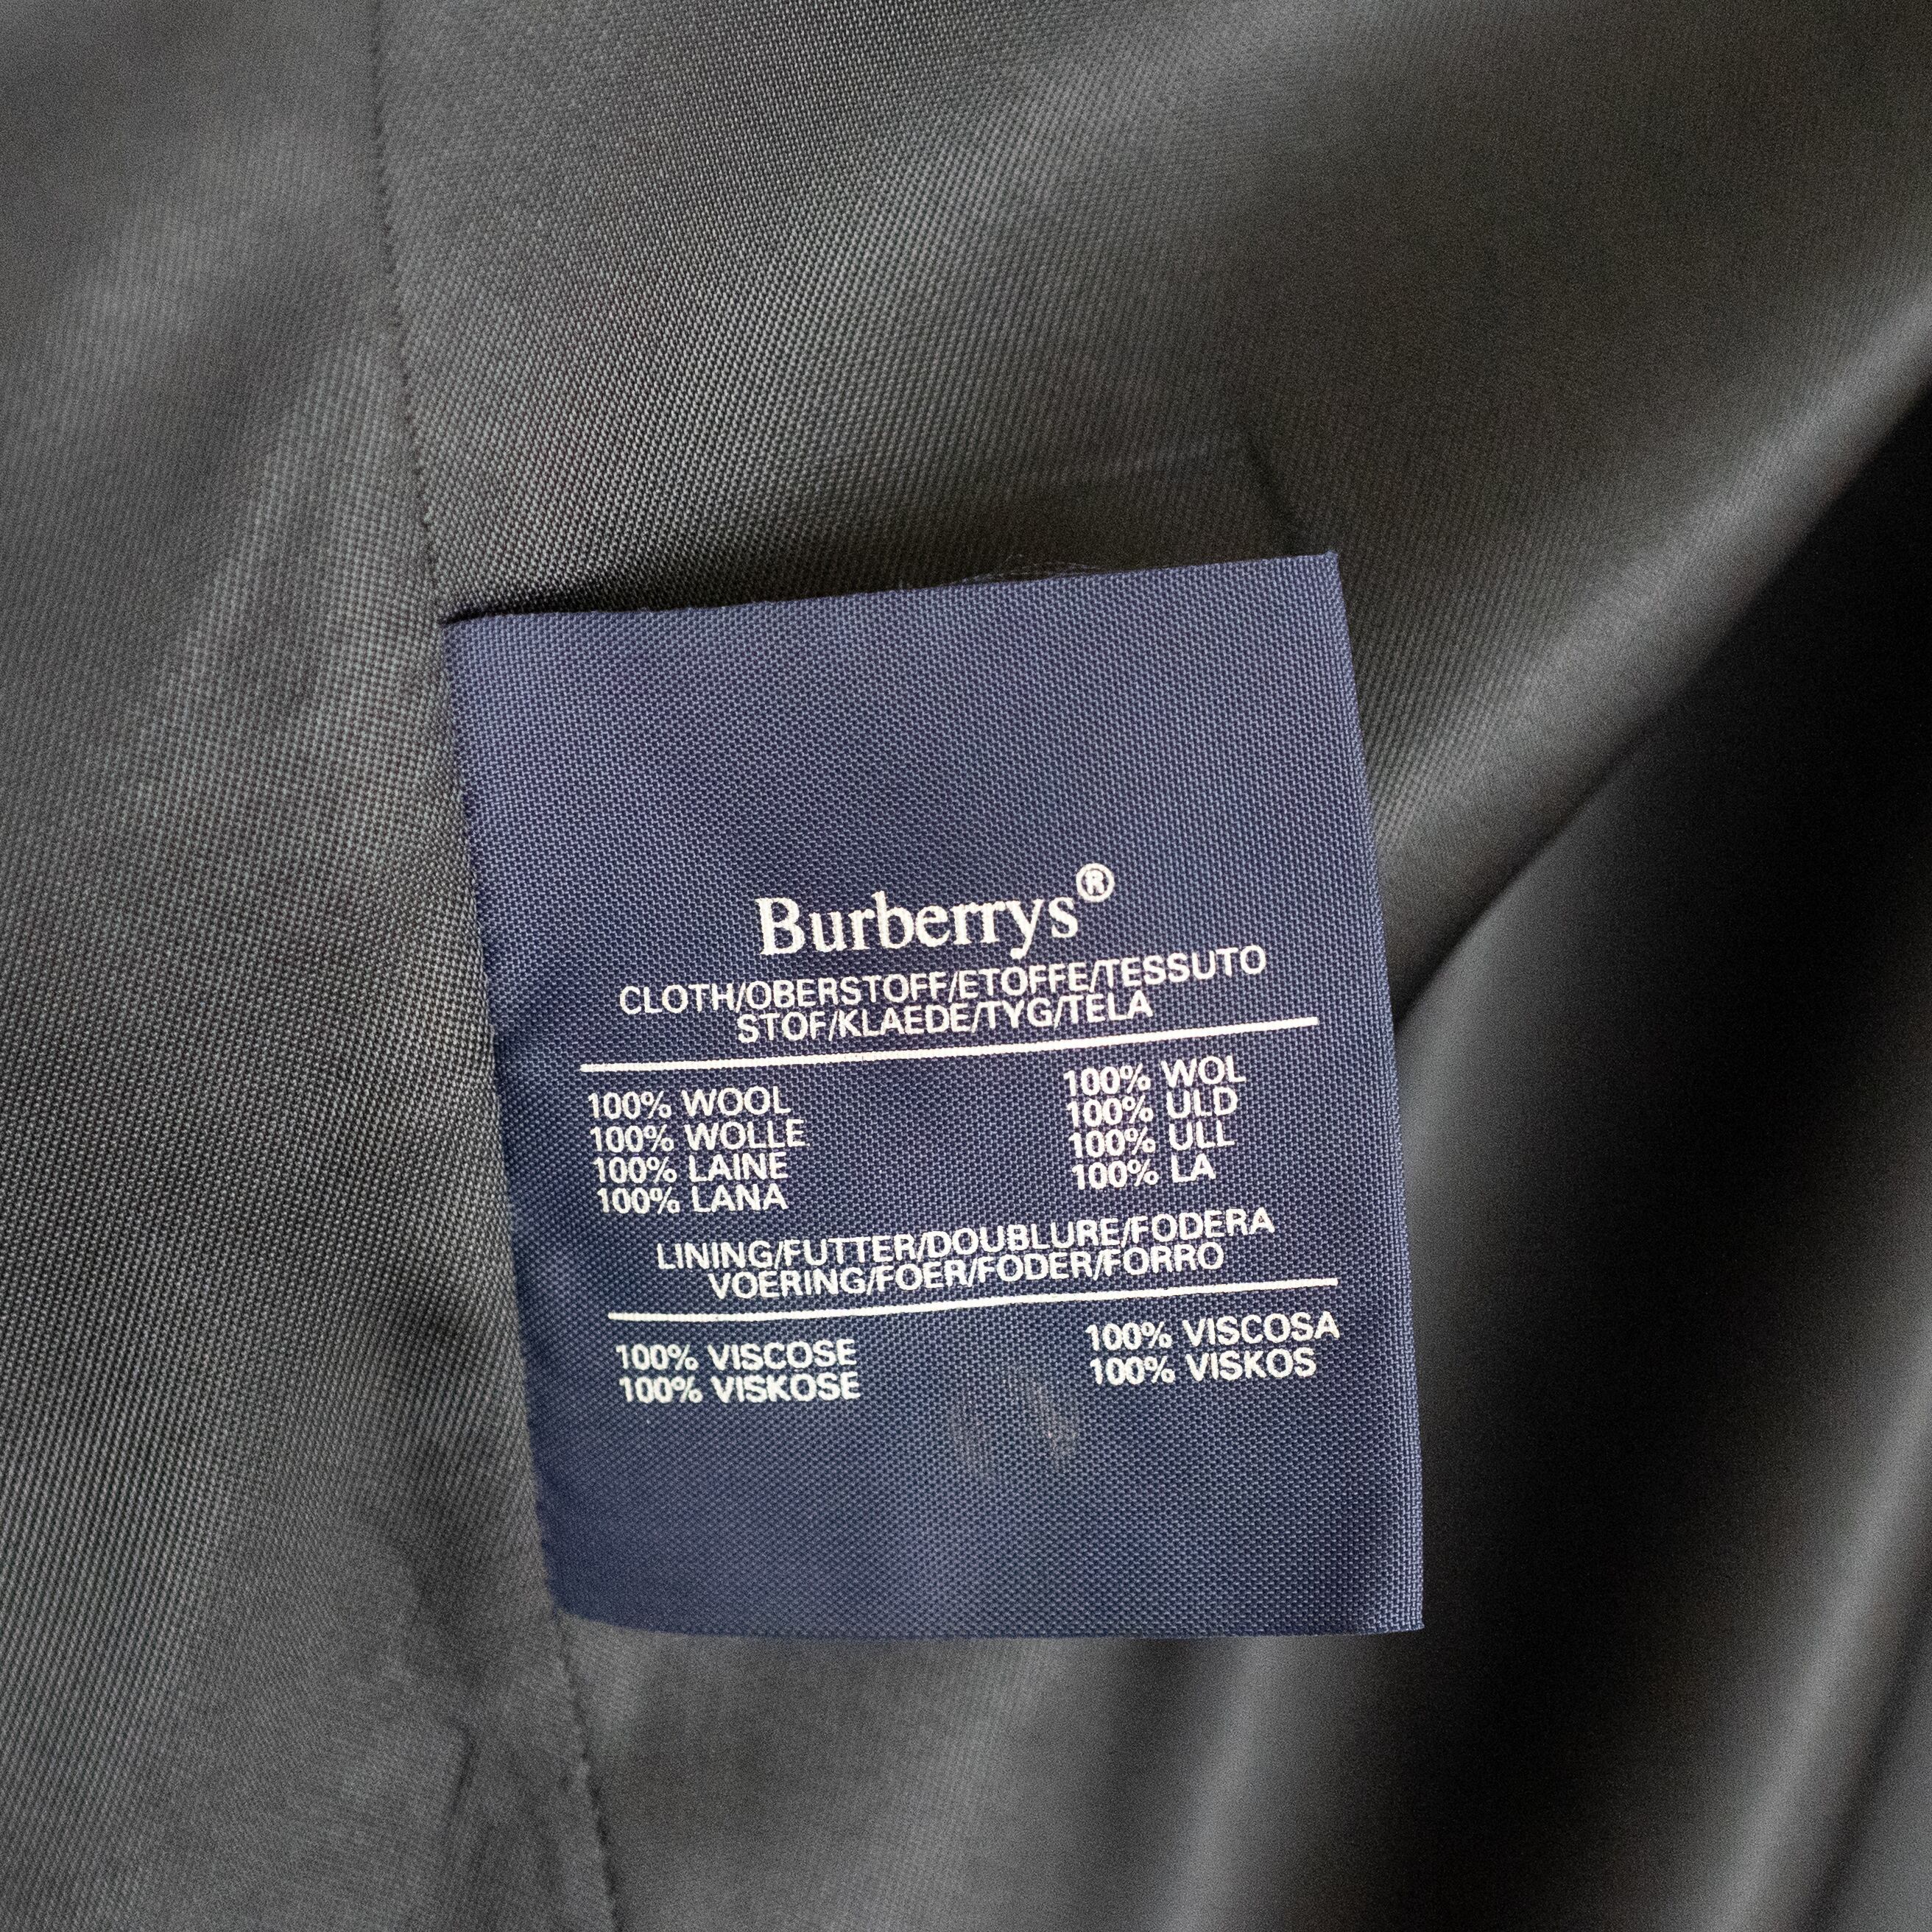 Burberrys®
CLOTH/OBERSTOFF/ETOFFE/TESSUTO
STOF/KLAEDE/TYG/TELA
100% WOOL
100% WOLLE
100% LAINE
100% LANA
100% WOL
100% ULD
100% ULL
100% LA
LINING/FUTTER/DOUBLURE/FODERA
VOERING/FOER/FODER/FORRO
100% VISCOSE
100% VISKOSE
100% VISCOSA
100% VISKOS